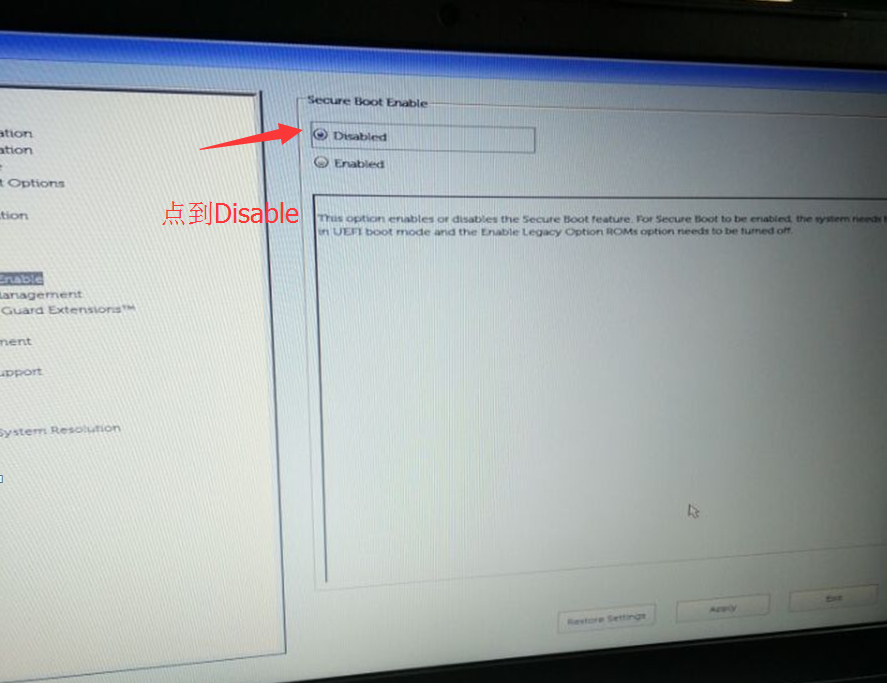 Secure Boot Enable
Disabled
Enabled
点到Disable
This option enables or disables the Secure Boot feature. For Secure Boot to be enabled, the system needs
in UEFI boot mode and the Enable Legacy Option ROMs option needs to be turned off.
ation
ation
t Options
tion
Enable
anagement
Guard Extensions™
ment
upport
System Resolution
Restore Settings
Apply
Exit